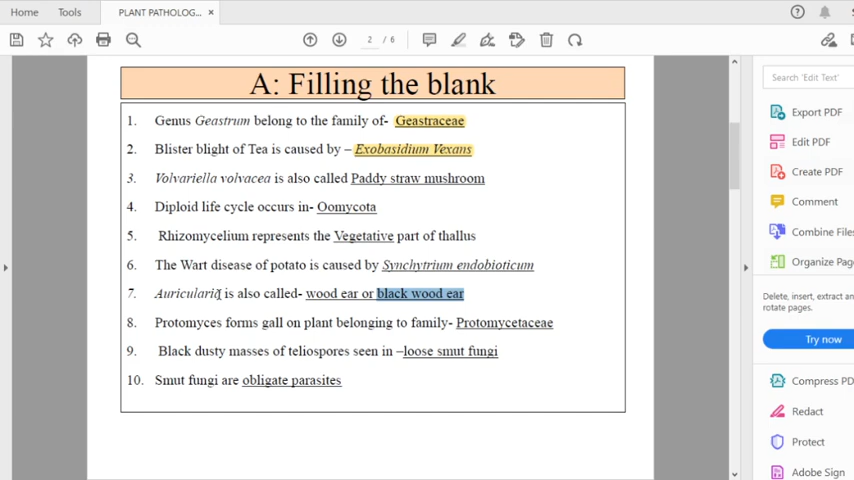 Home Tools PLANT PATHOLOG... ×
2 / 6
Search 'Edit Text'
A: Filling the blank
1. Genus Geastrum belong to the family of- Geastraceae
2. Blister blight of Tea is caused by – Exobasidium Vexans
3. Volvariella volvacea is also called Paddy straw mushroom
4. Diploid life cycle occurs in- Oomycota
5. Rhizomycelium represents the Vegetative part of thallus
6. The Wart disease of potato is caused by Synchytrium endobioticum
7. Auricularia is also called- wood ear or black wood ear
8. Protomyces forms gall on plant belonging to family- Protomycetaceae
9. Black dusty masses of teliospores seen in –loose smut fungi
10. Smut fungi are obligate parasites
Export PDF
Edit PDF
Create PDF
Comment
Combine Files
Organize Page
Delete, insert, extract an
rotate pages.
Try now
Compress PD
Redact
Protect
Adobe Sign